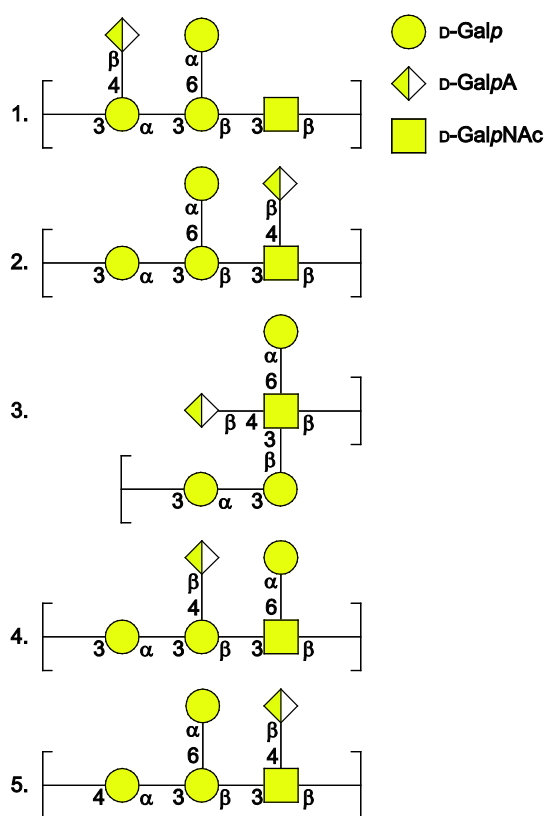 D-Galp
D-GalpA
D-GalpNAc
β α
4 6
1. 3 α 3 β 3 β
α β
6 4
2. 3 α 3 β 3 β
α
6
3. β 4 β
3
β
3 α 3
β α
4 6
4. 3 α 3 β 3 β
α β
6 4
5. 4 α 3 β 3 β